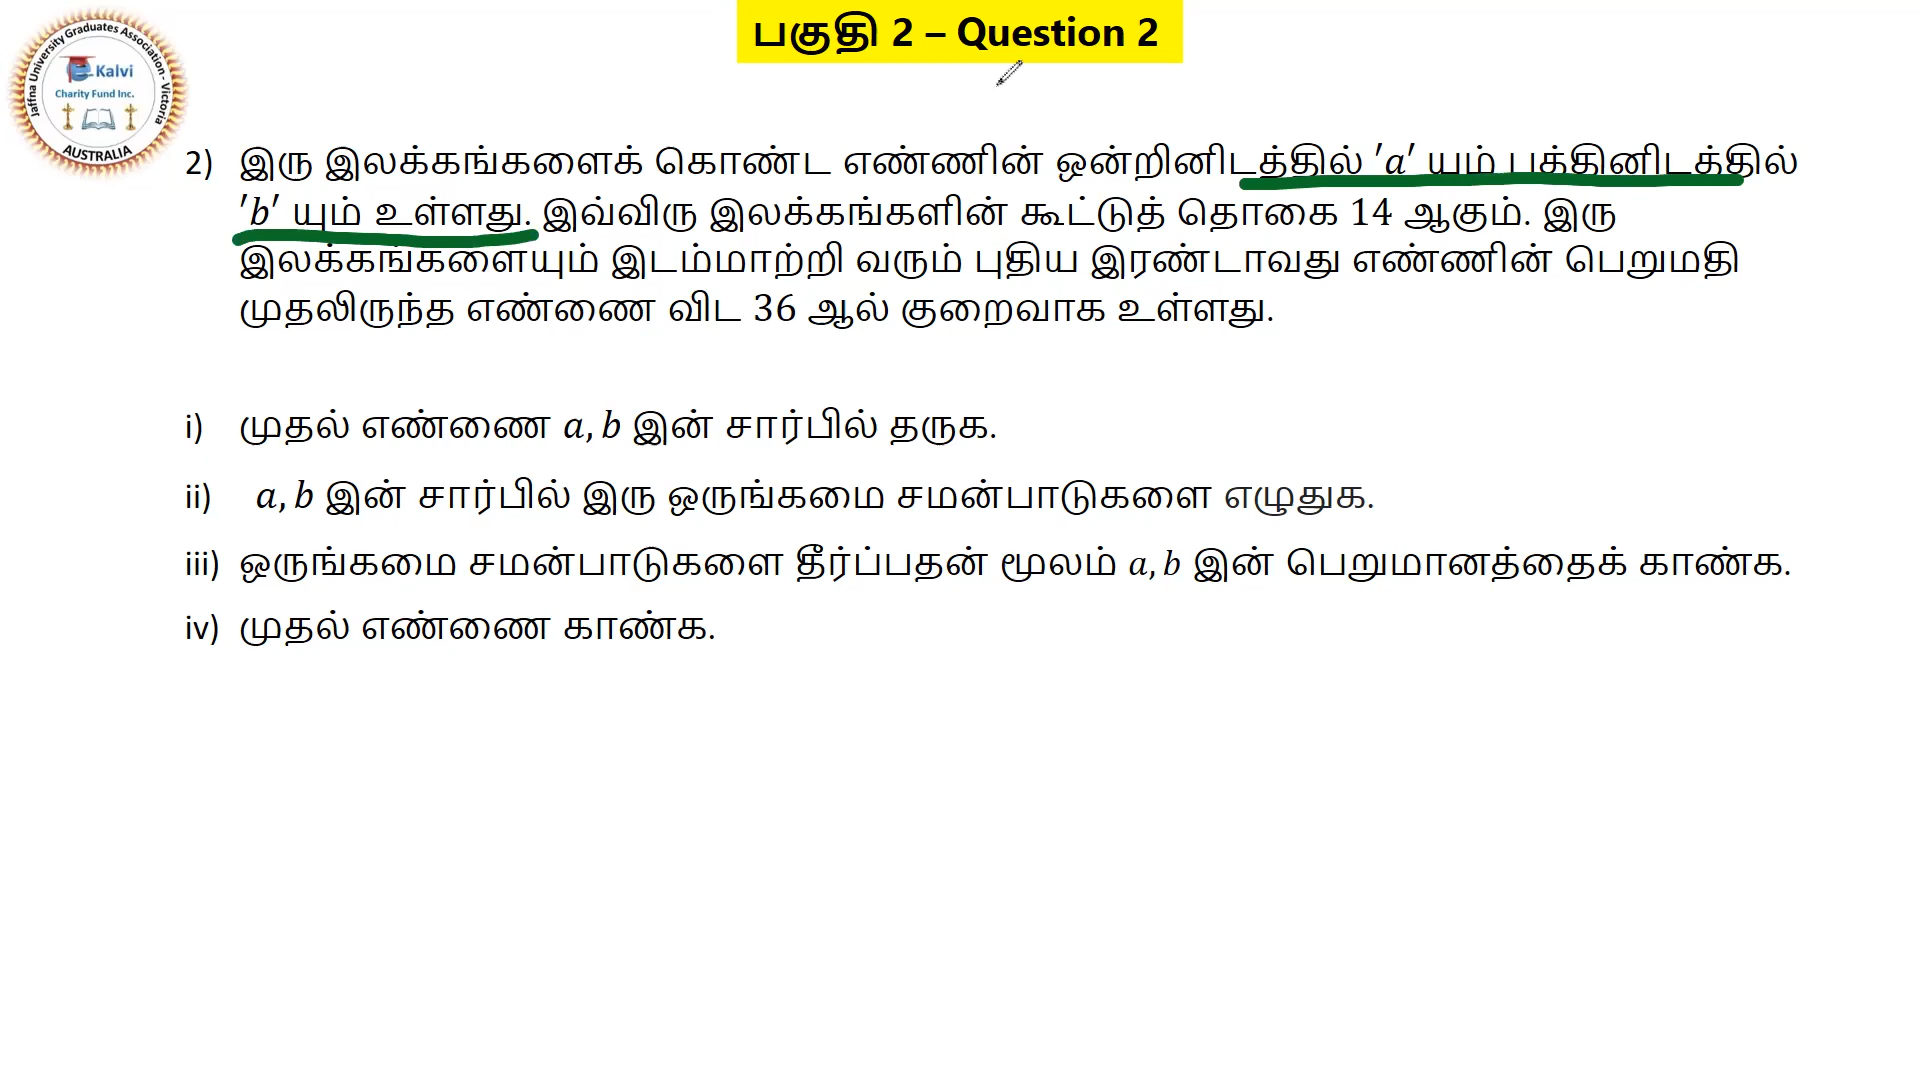 பகுதி 2 – Question 2
Jaffna University Graduates Association - Victoria
Kalvi
Charity Fund Inc.
AUSTRALIA
2) இரு இலக்கங்களைக் கொண்ட எண்ணின் ஒன்றினிடத்தில் 'a' யும் பத்தினிடத்தில்
'b' யும் உள்ளது. இவ்விரு இலக்கங்களின் கூட்டுத் தொகை 14 ஆகும். இரு
இலக்கங்களையும் இடம்மாற்றி வரும் புதிய இரண்டாவது எண்ணின் பெறுமதி
முதலிருந்த எண்ணை விட 36 ஆல் குறைவாக உள்ளது.
i) முதல் எண்ணை a, b இன் சார்பில் தருக.
ii) a, b இன் சார்பில் இரு ஒருங்கமை சமன்பாடுகளை எழுதுக.
iii) ஒருங்கமை சமன்பாடுகளை தீர்ப்பதன் மூலம் a, b இன் பெறுமானத்தைக் காண்க.
iv) முதல் எண்ணை காண்க.